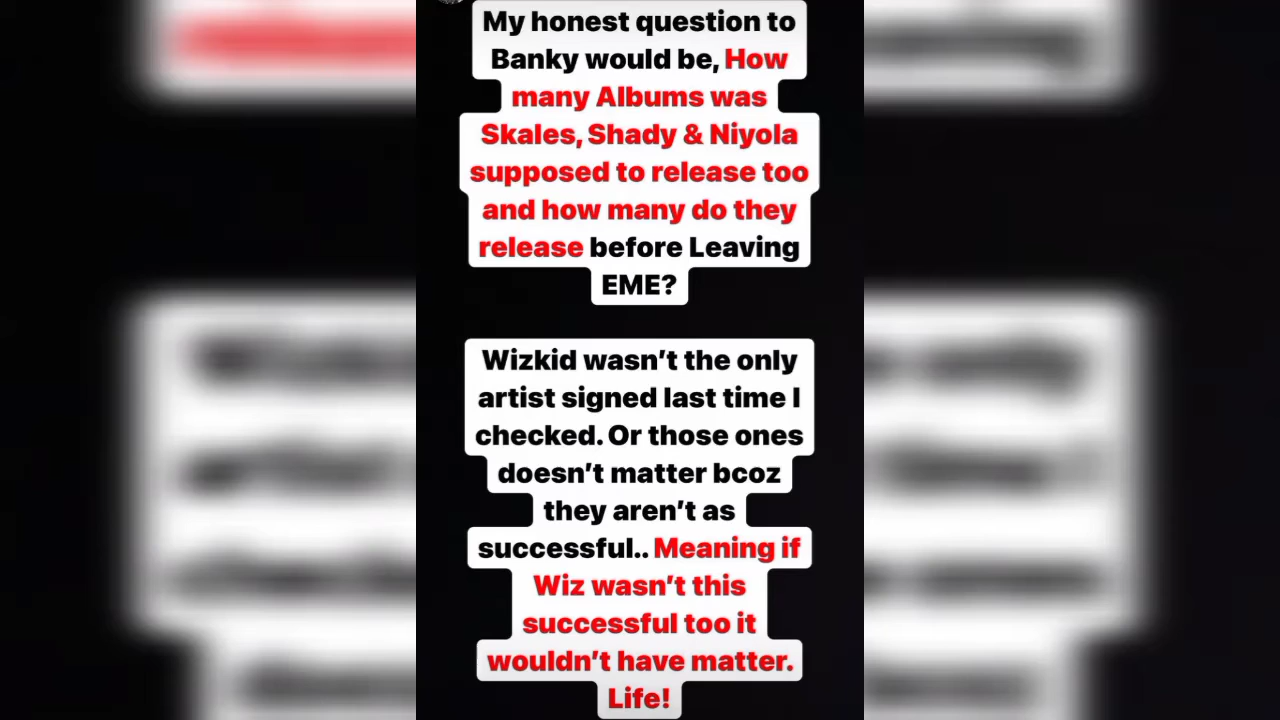 My honest question to
Banky would be, How
many Albums was
Skales, Shady & Niyola
supposed to release too
and how many do they
release before Leaving
EME?
Wizkid wasn’t the only
artist signed last time I
checked. Or those ones
doesn’t matter bcoz
they aren’t as
successful.. Meaning if
Wiz wasn’t this
successful too it
wouldn’t have matter.
Life!